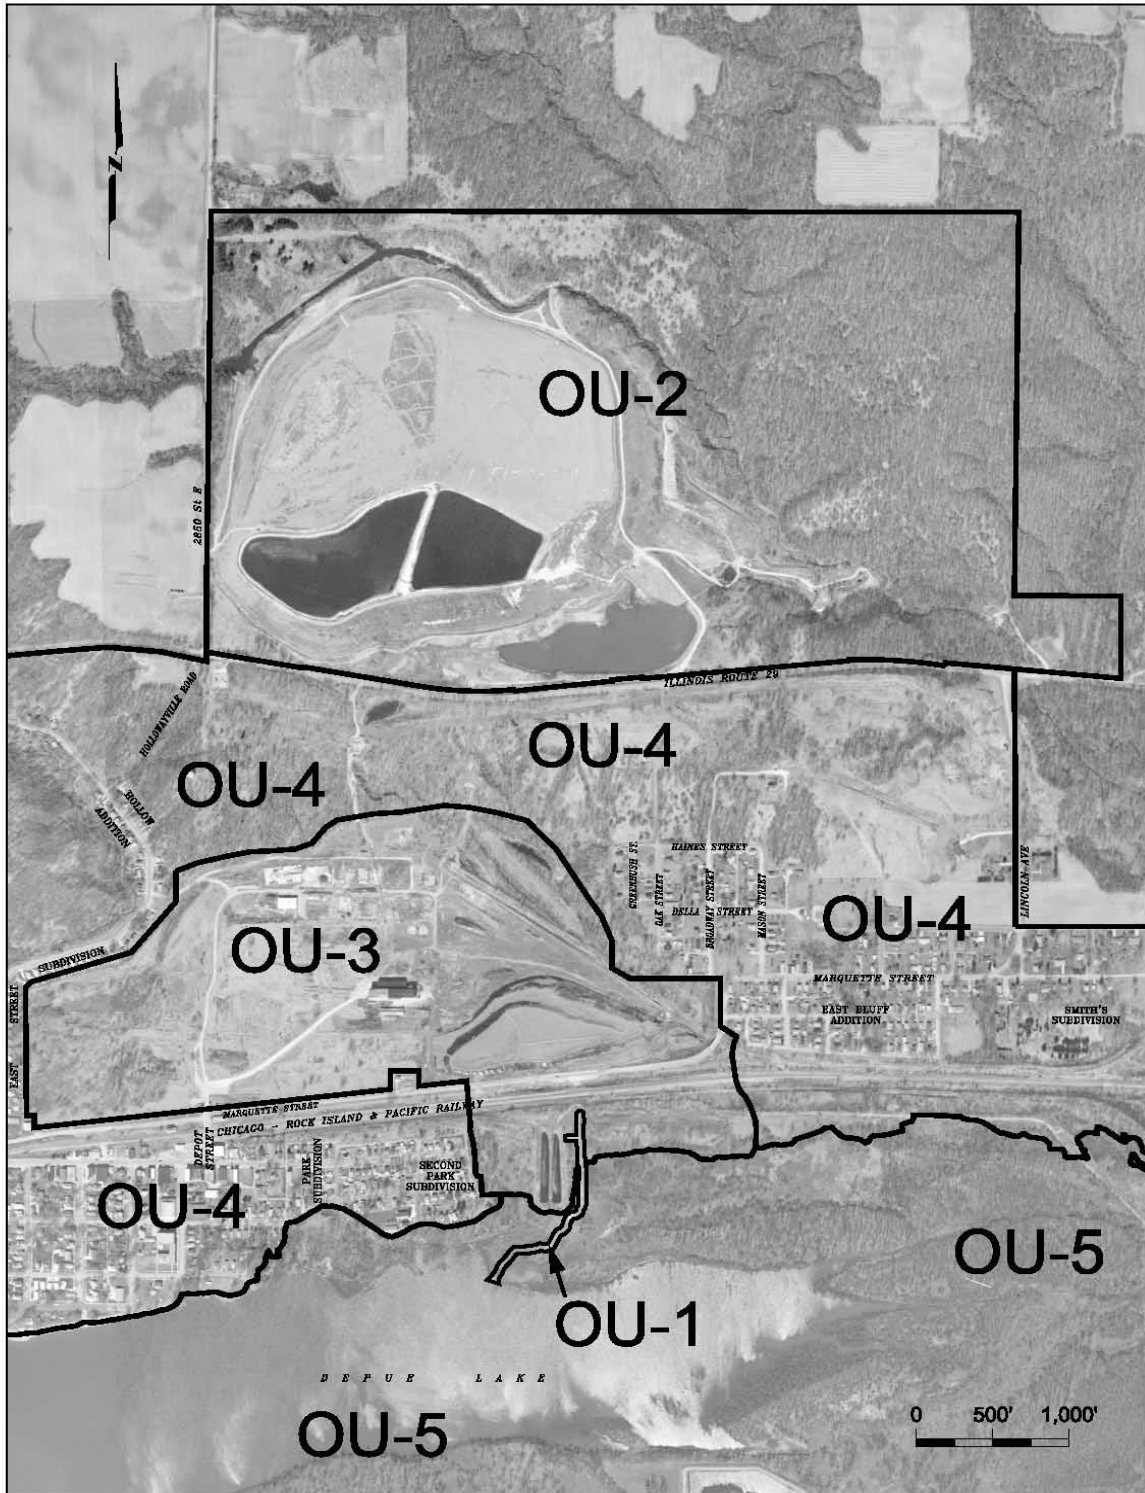 N
OU-2
2850 St E
ILLINOIS ROUTE 29
HOLLOWAYVILLE ROAD
OU-4
OU-4
HOLLOW
ADDITION
GREENBUSH ST.
HAINES STREET
OAK STREET
DELLA STREET
BROADWAY STREET
MASON STREET
LINCOLN AVE
OU-4
OU-3
SUBDIVISION
EAST STREET
MARQUETTE STREET
EAST BLUFF
ADDITION
SMITH'S
SUBDIVISION
MARQUETTE STREET
CHICAGO - ROCK ISLAND & PACIFIC RAILWAY
DEPOT
STREET
PARK
SUBDIVISION
SECOND
PARK
SUBDIVISION
OU-4
OU-5
OU-1
DEPUE LAKE
OU-5
0 500' 1,000'